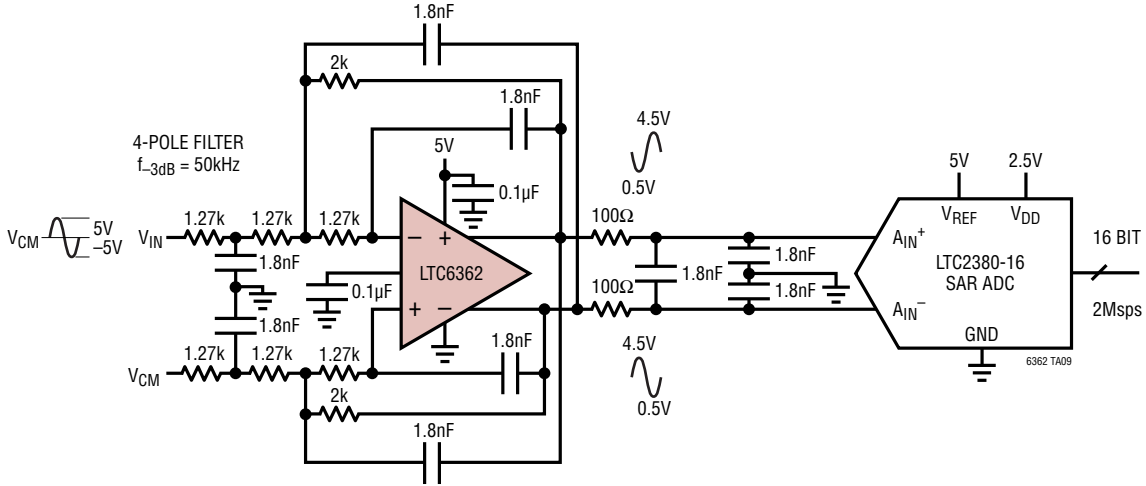 1.8nF
2k
1.8nF
4-POLE FILTER
f–3dB = 50kHz
5V
0.1µF
4.5V
0.5V
5V
2.5V
VREF
VDD
VCM
5V
–5V
VIN
1.27k
1.27k
1.27k
–
+
100Ω
AIN+
16 BIT
1.8nF
0.1µF
LTC6362
1.8nF
1.8nF
1.8nF
LTC2380-16
SAR ADC
1.8nF
+
–
100Ω
AIN–
2Msps
GND
6362 TA09
VCM
1.27k
1.27k
1.27k
1.8nF
4.5V
0.5V
2k
1.8nF